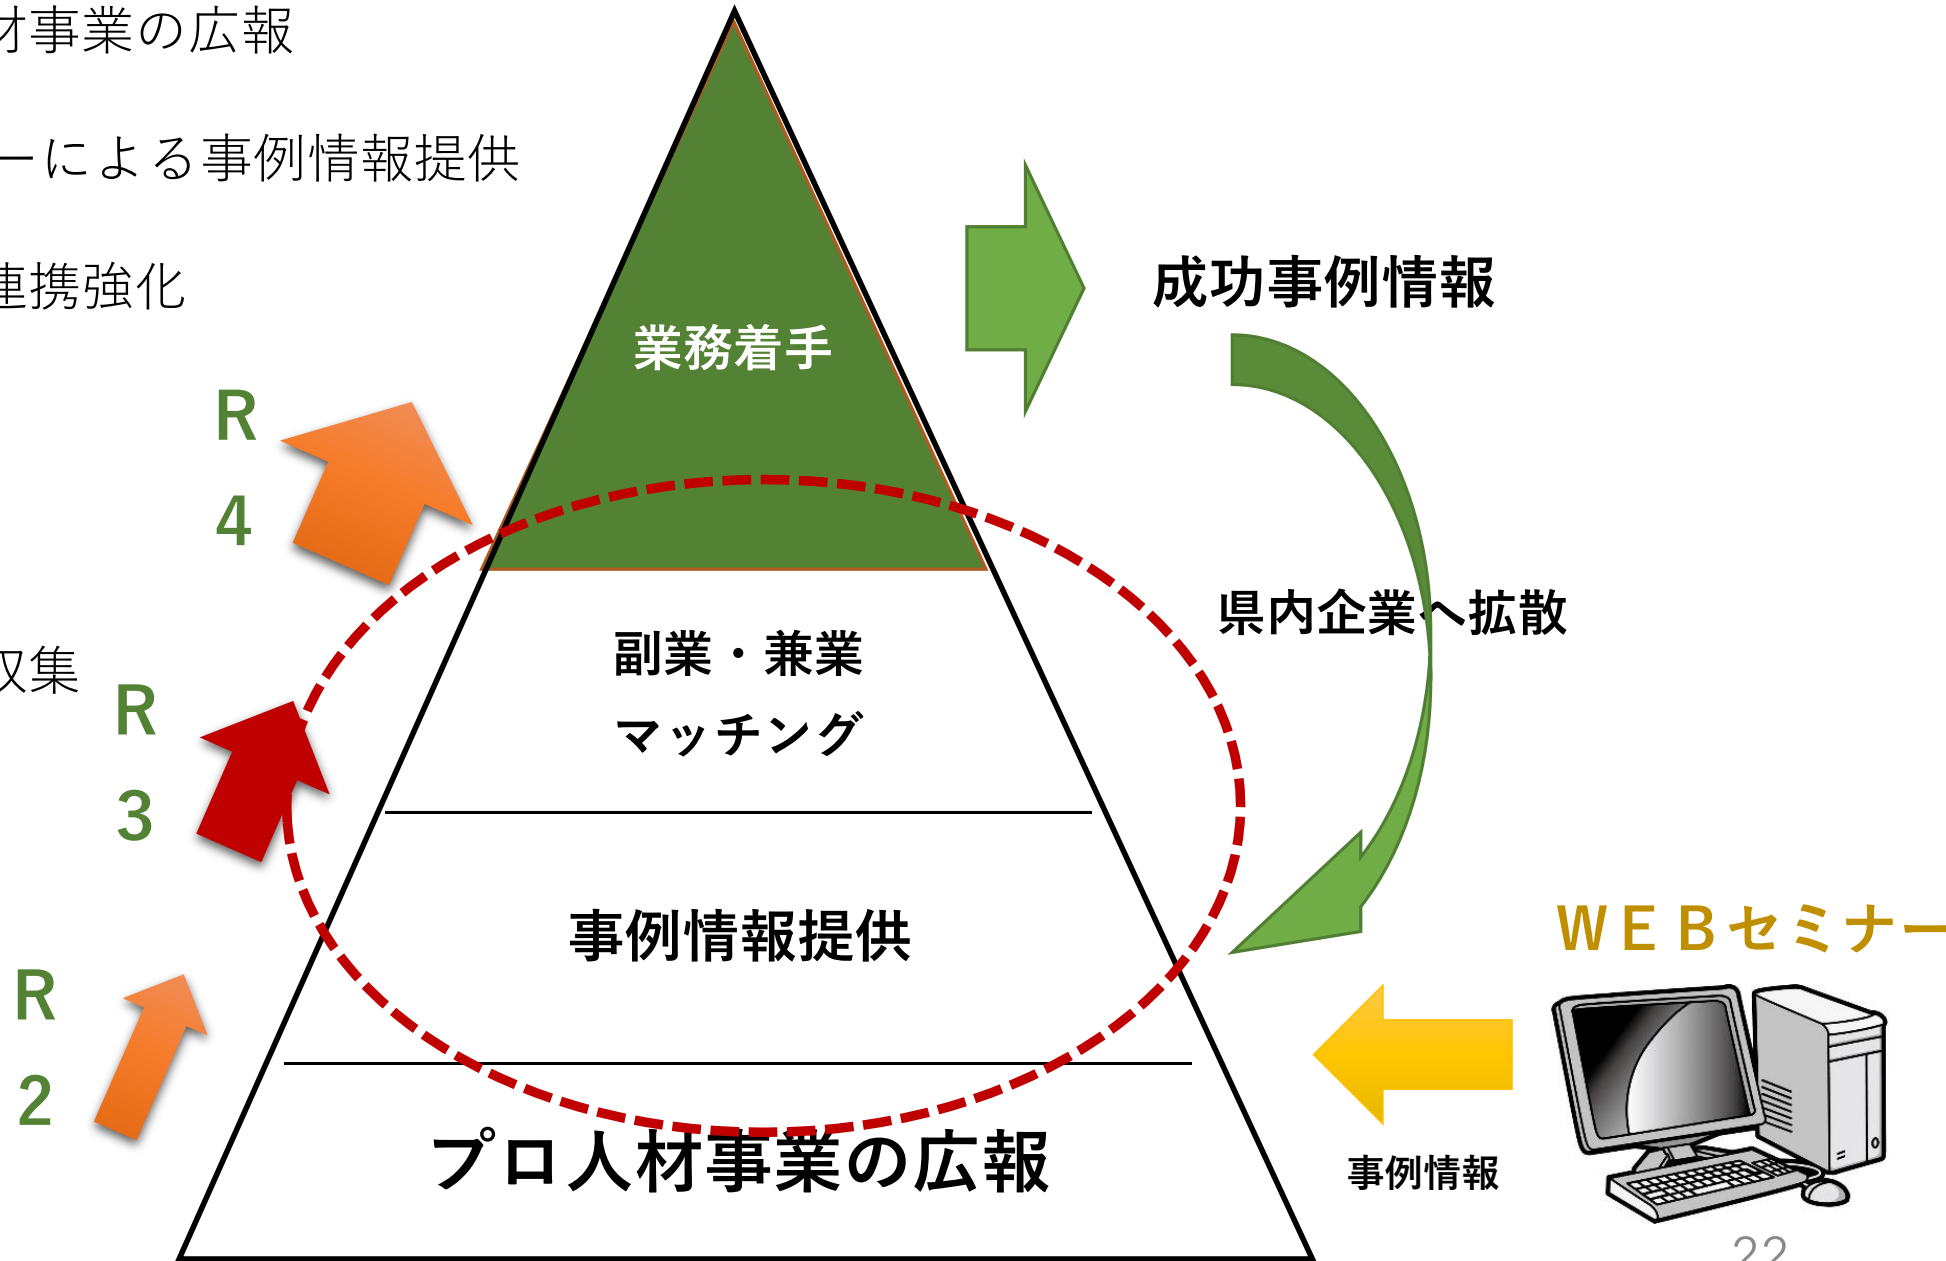 材事業の広報
ーによる事例情報提供
連携強化
業務着手
成功事例情報
R
4
副業・兼業
マッチング
県内企業へ拡散
収集
R
3
事例情報提供
WEBセミナー
R
2
プロ人材事業の広報
事例情報
22